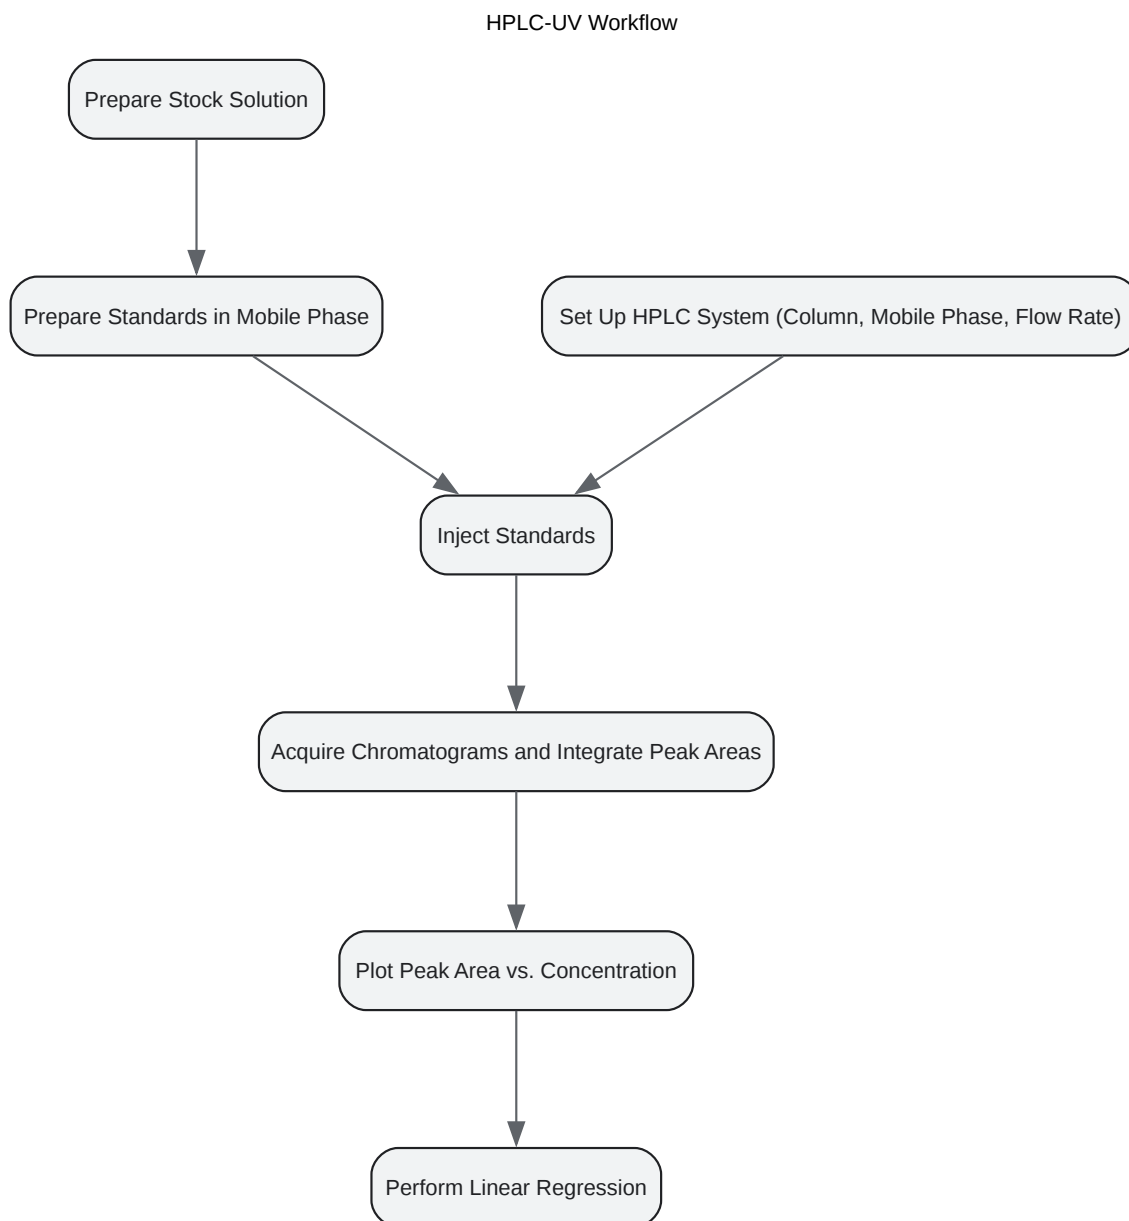 HPLC-UV Workflow
Prepare Stock Solution
Prepare Standards in Mobile Phase
Set Up HPLC System (Column, Mobile Phase, Flow Rate)
Inject Standards
Acquire Chromatograms and Integrate Peak Areas
Plot Peak Area vs. Concentration
Perform Linear Regression